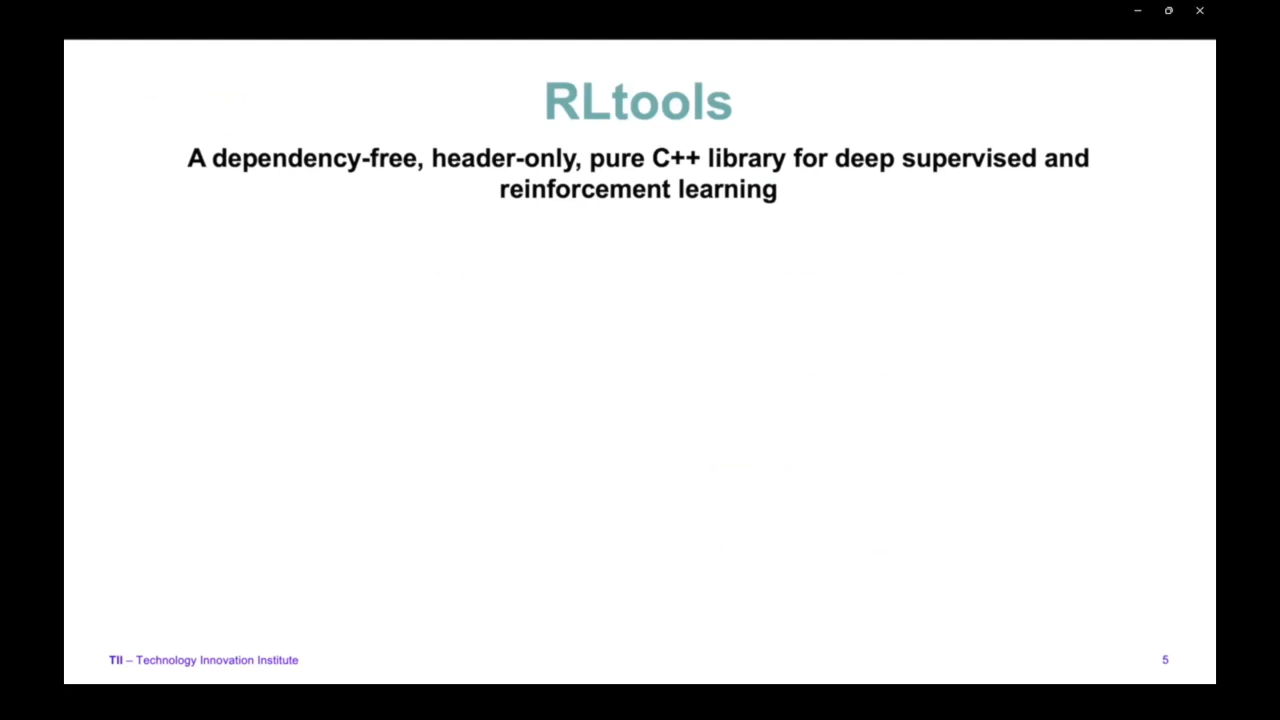 RLtools
A dependency-free, header-only, pure C++ library for deep supervised and
reinforcement learning
TII – Technology Innovation Institute
5